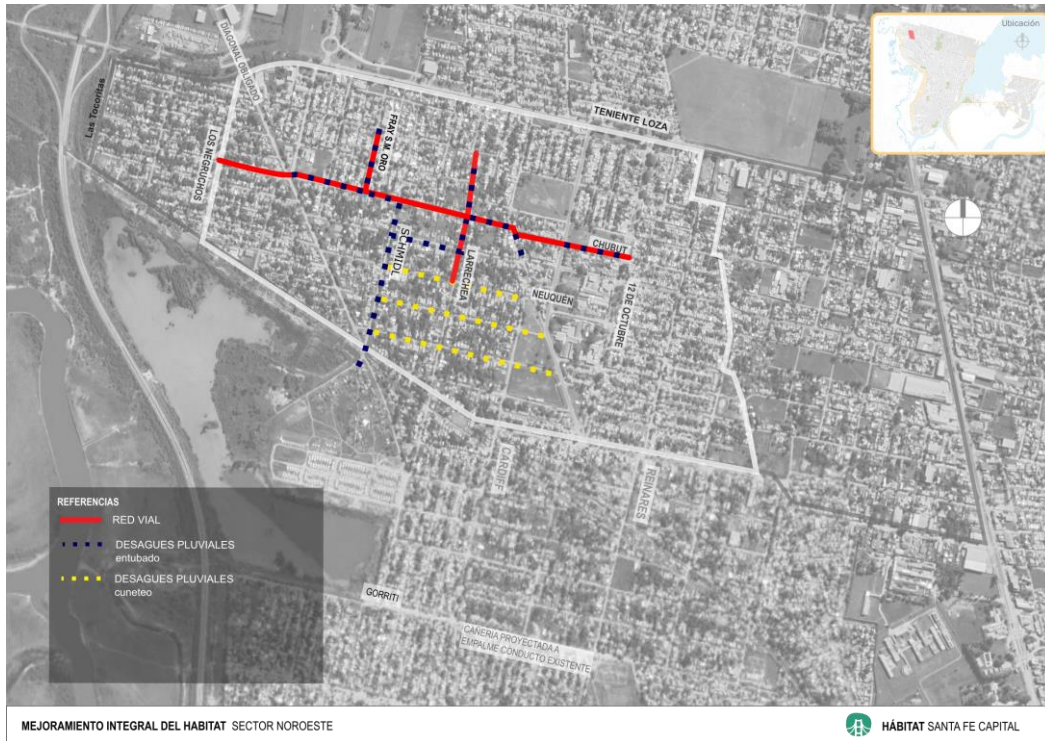 Ubicación
DIAGONAL OBLIGADO
Las Tocoritas
TENIENTE LOZA
FRAY S M. ORO
LOS NEGRUCHOS
CHUBUT
SCHMIDL
LARRECHEA
NEUQUÉN
12 DE OCTUBRE
CARDIFF
REINARES
REFERENCIAS
RED VIAL
DESAGUES PLUVIALES
entubado
DESAGUES PLUVIALES
cuneteo
GORRITI
CAÑERIA PROYECTADA A
EMPALME CONDUCTO EXISTENTE
MEJORAMIENTO INTEGRAL DEL HABITAT SECTOR NOROESTE
HÁBITAT SANTA FE CAPITAL